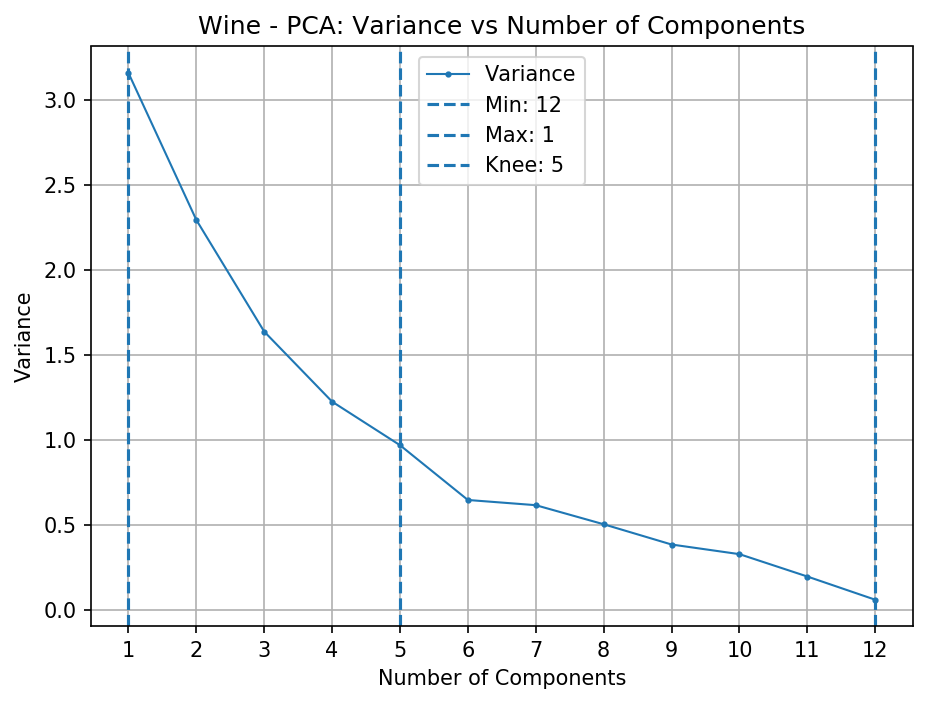 Wine - PCA: Variance vs Number of Components
Variance
Min: 12
Max: 1
Knee: 5
3.0
2.5
2.0
1.5
1.0
0.5
0.0
Variance
1 2 3 4 5 6 7 8 9 10 11 12
Number of Components